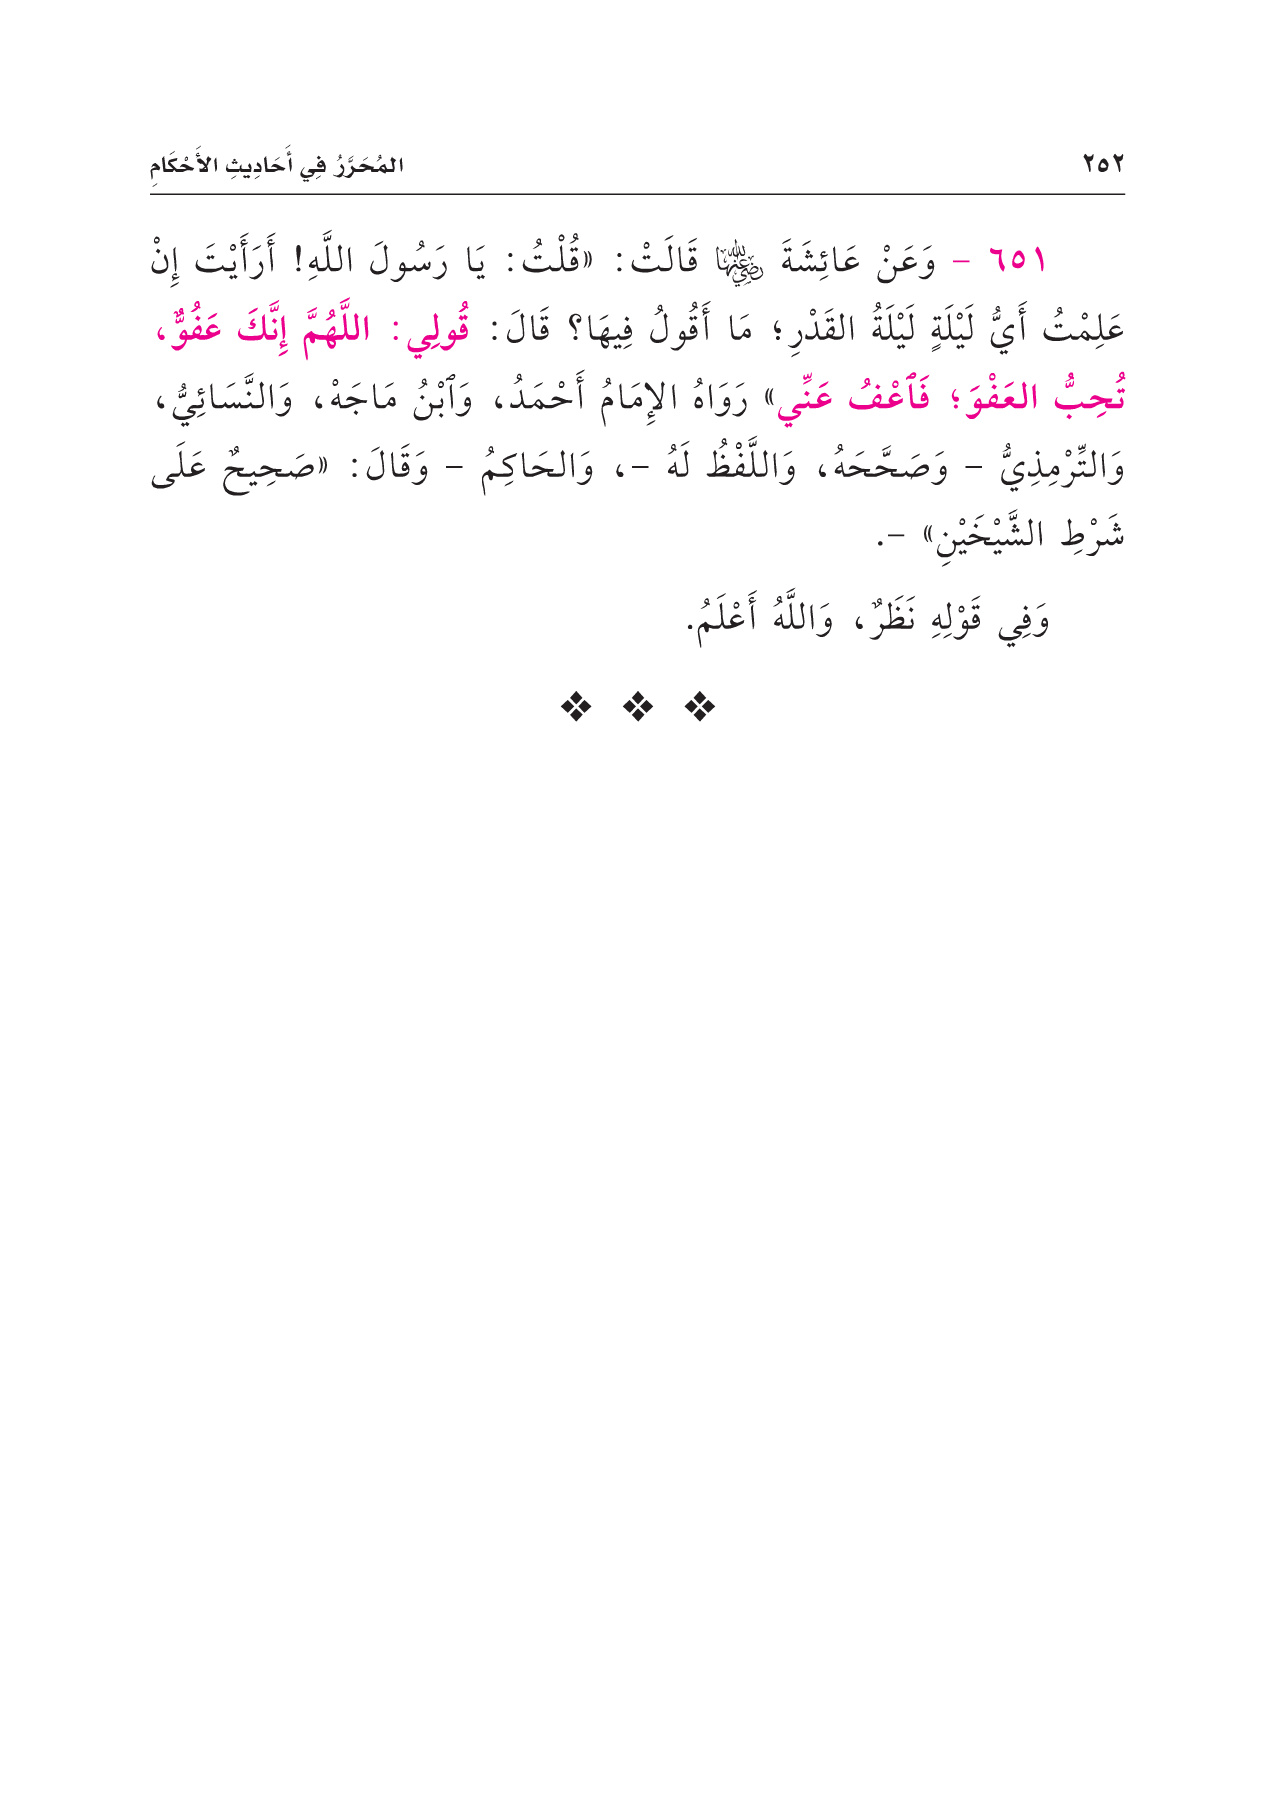 ٢٥٢ المُحَرَّرُ فِي أَحَادِيثِ الأَحْكَامِ
٦٥١ – وَعَنْ عَائِشَةَ رضي الله عنها قَالَتْ: «قُلْتُ: يَا رَسُولَ اللَّهِ! أَرَأَيْتَ إِنْ
عَلِمْتُ أَيُّ لَيْلَةٍ لَيْلَةُ القَدْرِ؛ مَا أَقُولُ فِيهَا؟ قَالَ: قُولِي: اللَّهُمَّ إِنَّكَ عَفُوٌّ،
تُحِبُّ العَفْوَ؛ فَٱعْفُ عَنِّي» رَوَاهُ الإِمَامُ أَحْمَدُ، وَٱبْنُ مَاجَهْ، وَالنَّسَائِيُّ،
وَالتِّرْمِذِيُّ – وَصَحَّحَهُ، وَاللَّفْظُ لَهُ –، وَالحَاكِمُ – وَقَالَ: «صَحِيحٌ عَلَى
شَرْطِ الشَّيْخَيْنِ» –.
وَفِي قَوْلِهِ نَظَرٌ، وَاللَّهُ أَعْلَمُ.